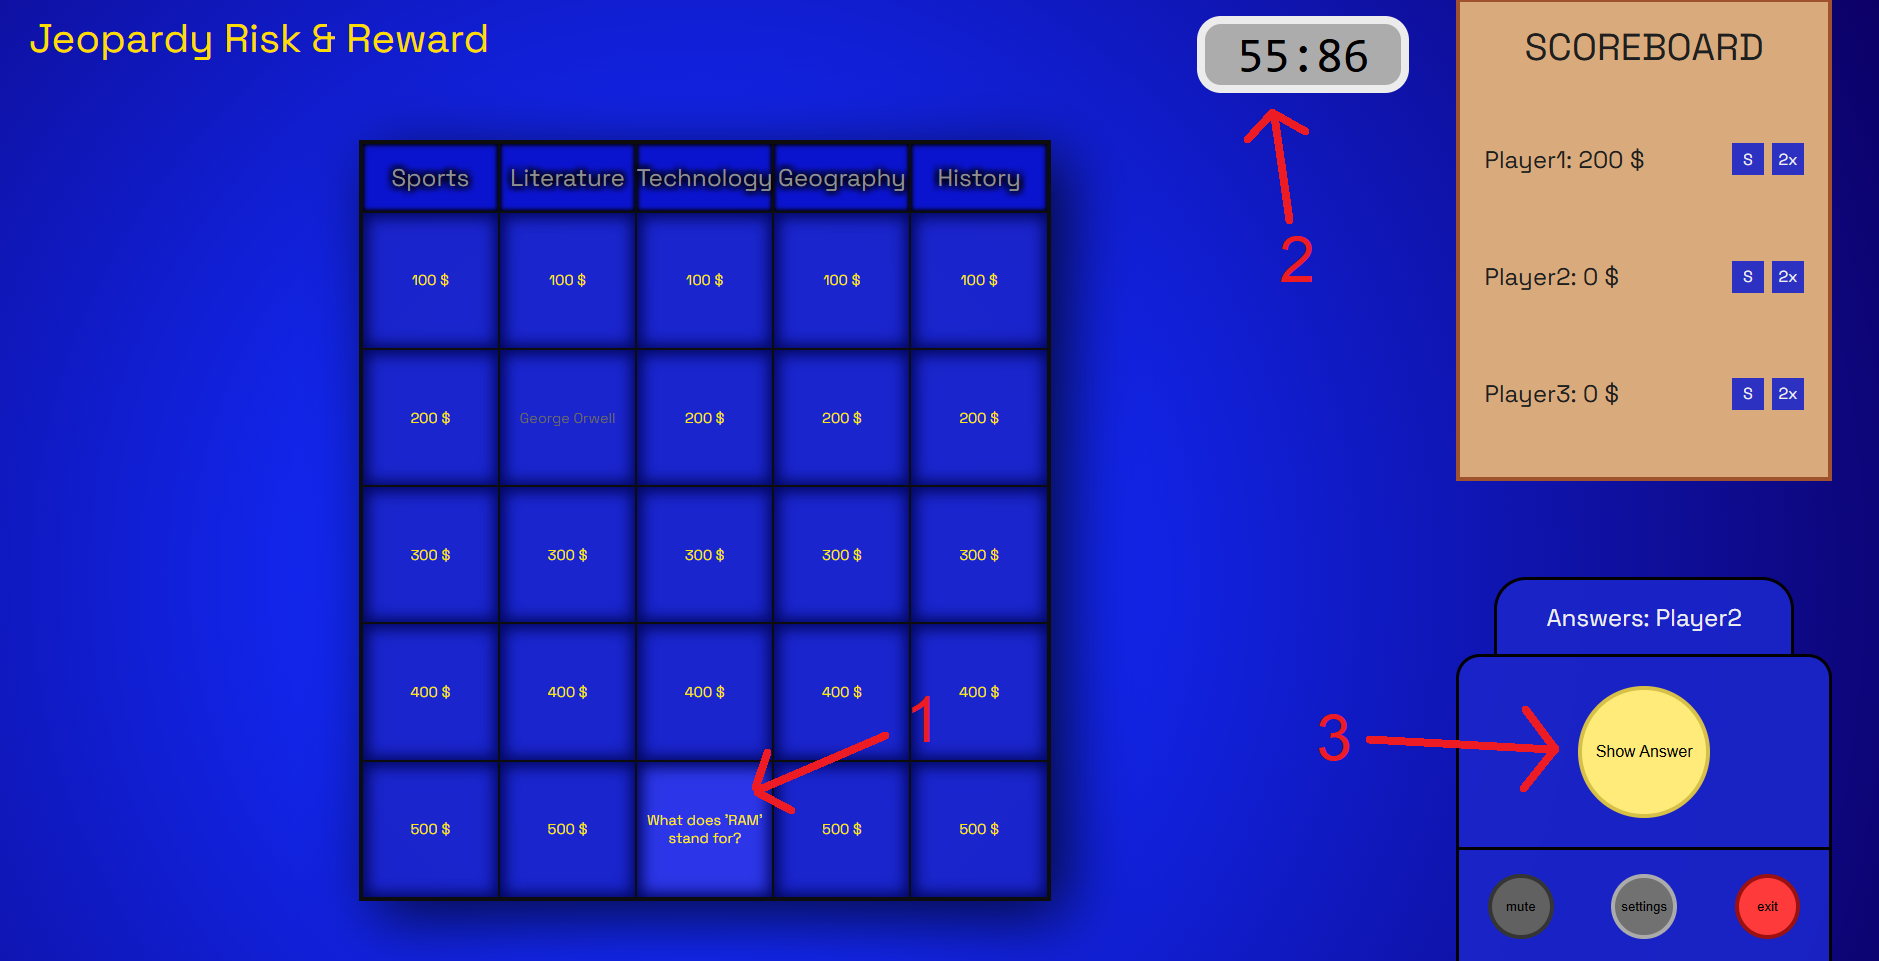 Jeopardy Risk & Reward
55:86
SCOREBOARD
Player1: 200 $ S 2x
Player2: 0 $ S 2x
Player3: 0 $ S 2x
2
Sports Literature Technology Geography History
100 $ 100 $ 100 $ 100 $ 100 $
200 $ George Orwell 200 $ 200 $ 200 $
300 $ 300 $ 300 $ 300 $ 300 $
400 $ 400 $ 400 $ 400 $ 400 $
1
500 $ 500 $ What does 'RAM'
stand for? 500 $ 500 $
Answers: Player2
3
Show Answer
mute settings exit